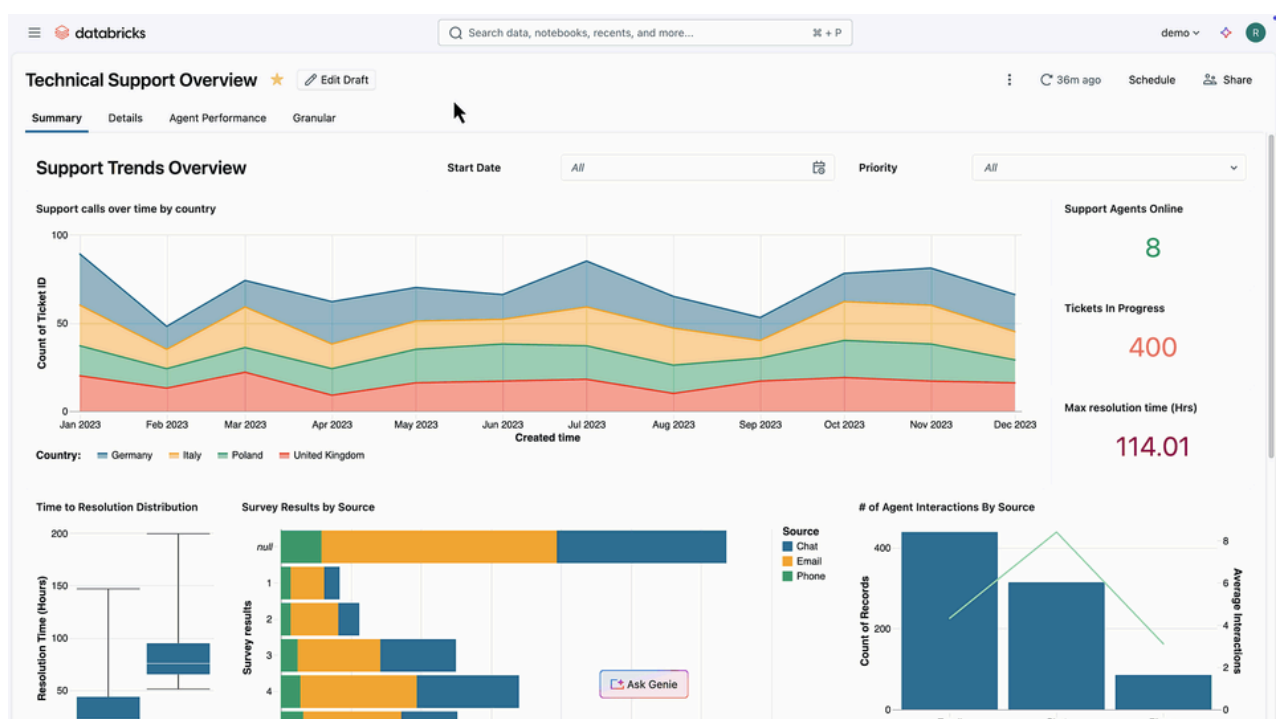 databricks
Search data, notebooks, recents, and more...
⌘ + P
demo
R
Technical Support Overview
Edit Draft
36m ago
Schedule
Share
Summary
Details
Agent Performance
Granular
Support Trends Overview
Start Date
All
Priority
All
Support calls over time by country
Count of Ticket ID
100
50
0
Jan 2023
Feb 2023
Mar 2023
Apr 2023
May 2023
Jun 2023
Jul 2023
Aug 2023
Sep 2023
Oct 2023
Nov 2023
Dec 2023
Created time
Country:
Germany
Italy
Poland
United Kingdom
Support Agents Online
8
Tickets In Progress
400
Max resolution time (Hrs)
114.01
Time to Resolution Distribution
Resolution Time (Hours)
200
150
100
50
Survey Results by Source
Survey results
null
1
2
3
4
Source
Chat
Email
Phone
Ask Genie
# of Agent Interactions By Source
Count of Records
400
200
0
8
6
4
2
0
Average Interactions